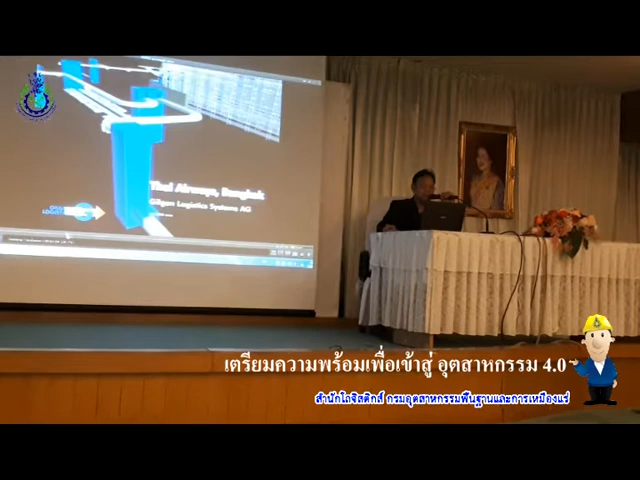 Thai Airways, Bangkok
Gilgen Logistics Systems AG
เตรียมความพร้อมเพื่อเข้าสู่ อุตสาหกรรม 4.0
สำนักโลจิสติกส์ กรมอุตสาหกรรมพื้นฐานและการเหมืองแร่